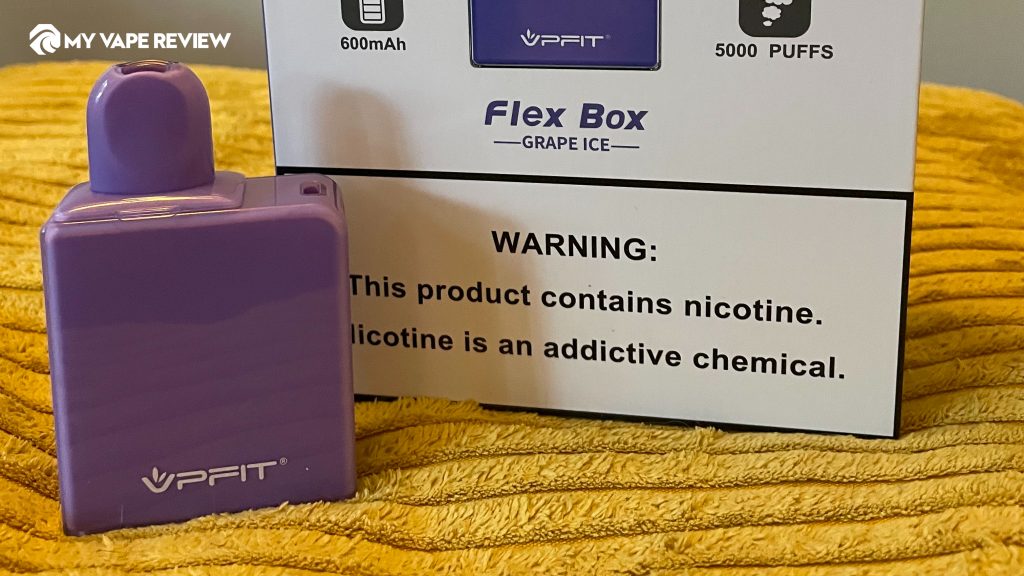 MY VAPE REVIEW
600mAh
VPFIT®
5000 PUFFS
Flex Box
GRAPE ICE
WARNING:
This product contains nicotine.
Nicotine is an addictive chemical.
VPFIT®